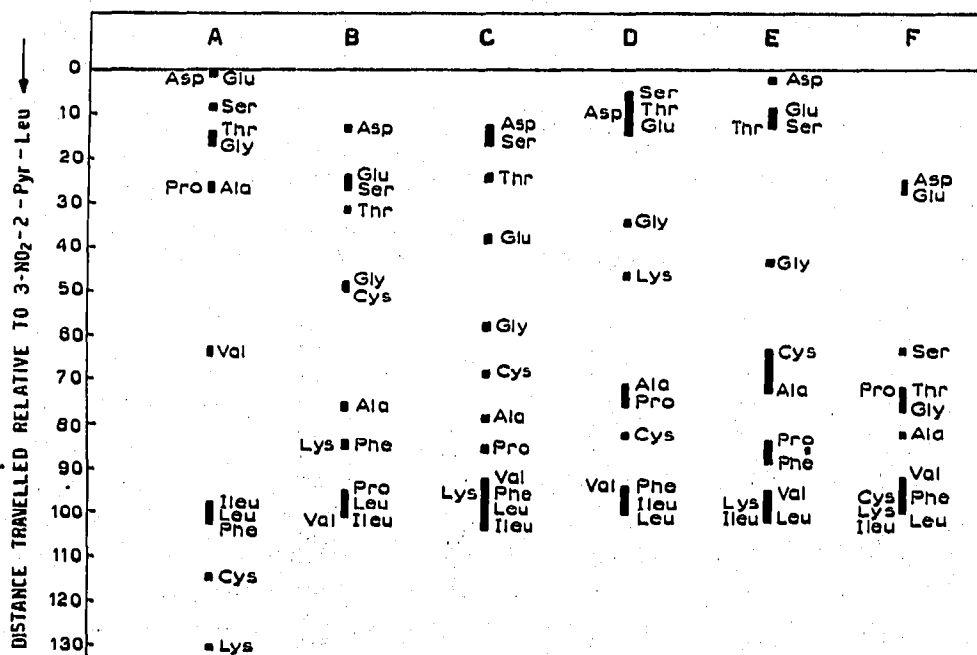 DISTANCE TRAVELLED RELATIVE TO 3-NO₂-2-Pyr-Leu
A B C D E F
0
10
20
30
40
50
60
70
80
90
100
110
120
130
Asp Glu
Ser
Thr
Gly
Pro Ala
Val
Ileu
Leu
Phe
Cys
Lys
Asp
Glu
Ser
Thr
Gly
Cys
Ala
Lys Phe
Pro
Leu
Val Ileu
Asp
Ser
Thr
Glu
Gly
Cys
Ala
Pro
Val
Lys Phe
Leu
Ileu
Ser
Asp Thr
Glu
Gly
Lys
Ala
Pro
Cys
Val Phe
Ileu
Leu
Asp
Glu
Thr Ser
Gly
Cys
Ala
Pro
Phe
Lys Val
Ileu Leu
Asp
Glu
Ser
Pro Thr
Gly
Ala
Val
Cys Phe
Lys
Ileu Leu